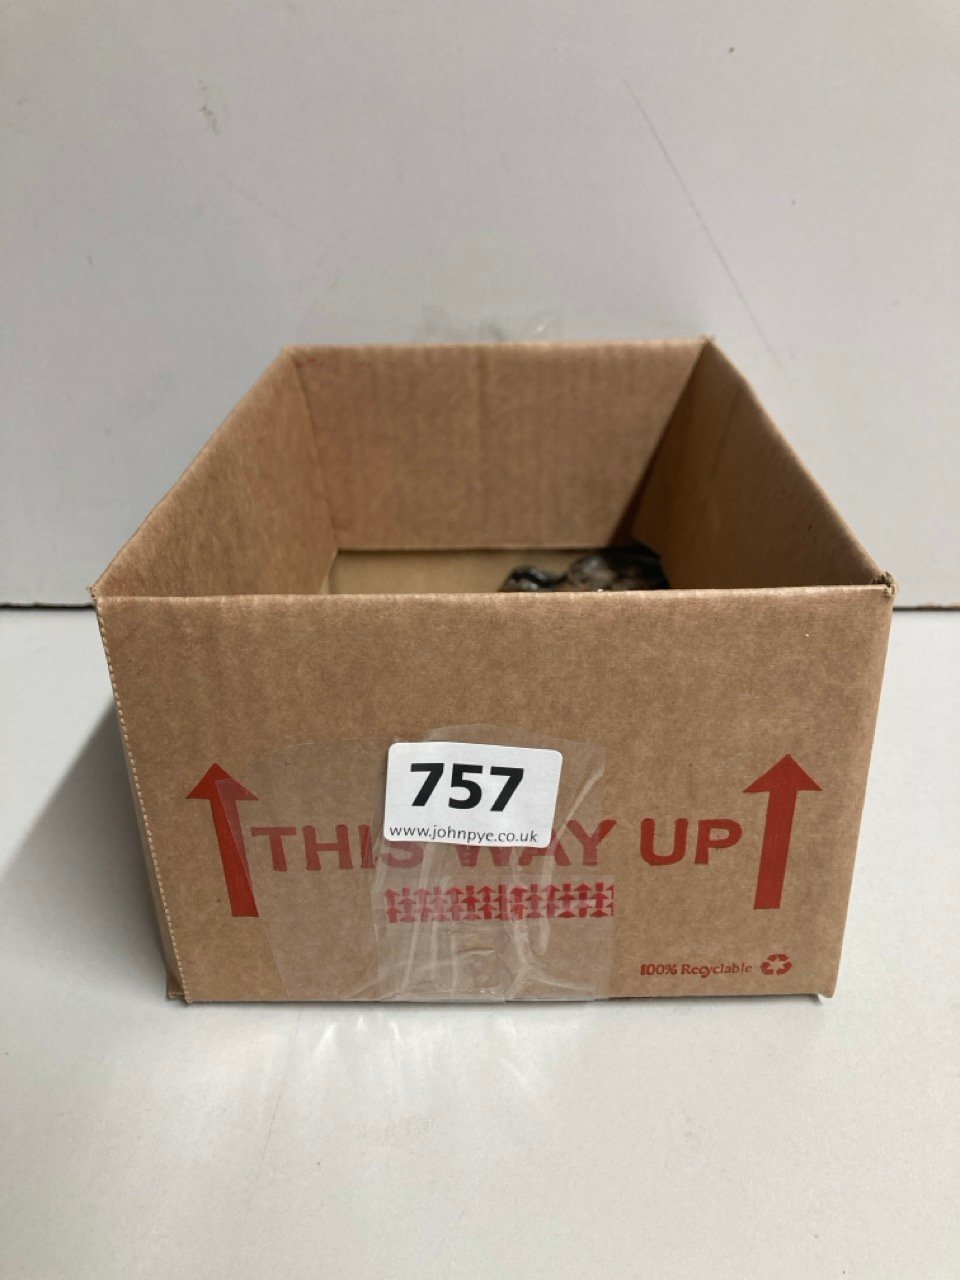 757
www.johnpye.co.uk
THIS WAY UP
100% Recyclable